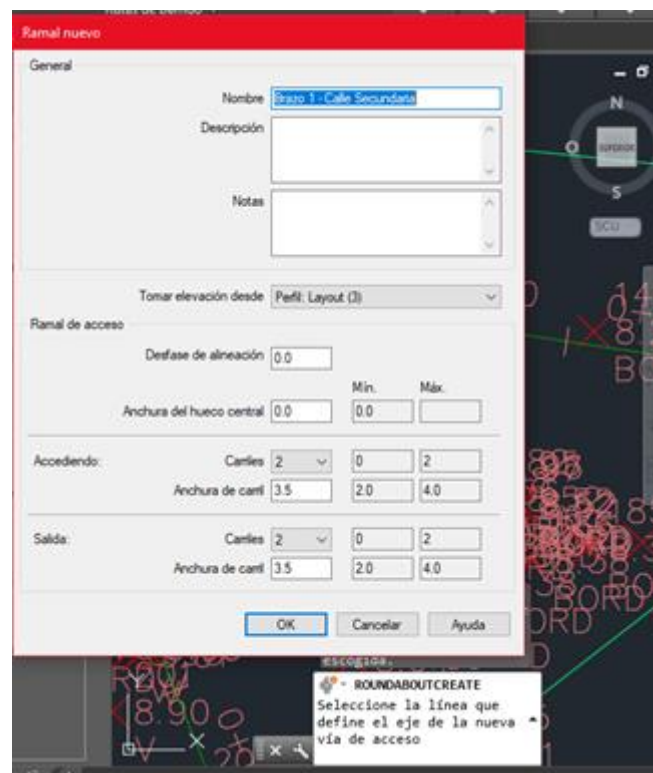 Ramal nuevo
General
Nombre Brazo 1 - Calle Secundaria
Descripción
Notas
Tomar elevación desde Perfil: Layout (3)
Ramal de acceso
Desfase de alineación 0.0
Mín. Máx.
Anchura del hueco central 0.0 0.0
Accediendo: Carriles 2 0 2
Anchura de carril 3.5 2.0 4.0
Salida: Carriles 2 0 2
Anchura de carril 3.5 2.0 4.0
OK Cancelar Ayuda
N
O SUPERIOR
S
SCU
escogida.
ROUNDABOUTCREATE
Seleccione la línea que
define el eje de la nueva
vía de acceso
BORD
8.90
Y
X